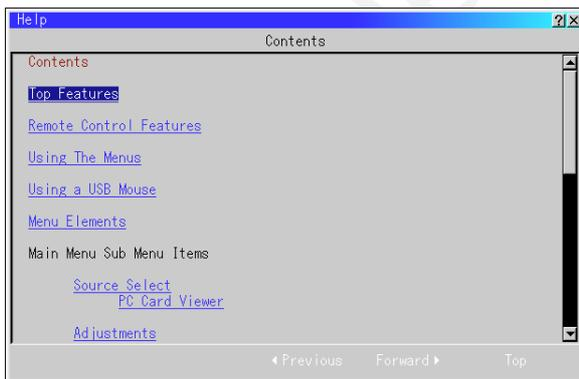 Help
Contents
Contents
Top Features
Remote Control Features
Using The Menus
Using a USB Mouse
Menu Elements
Main Menu Sub Menu Items
Source Select
PC Card Viewer
Adjustments
Previous Forward Top